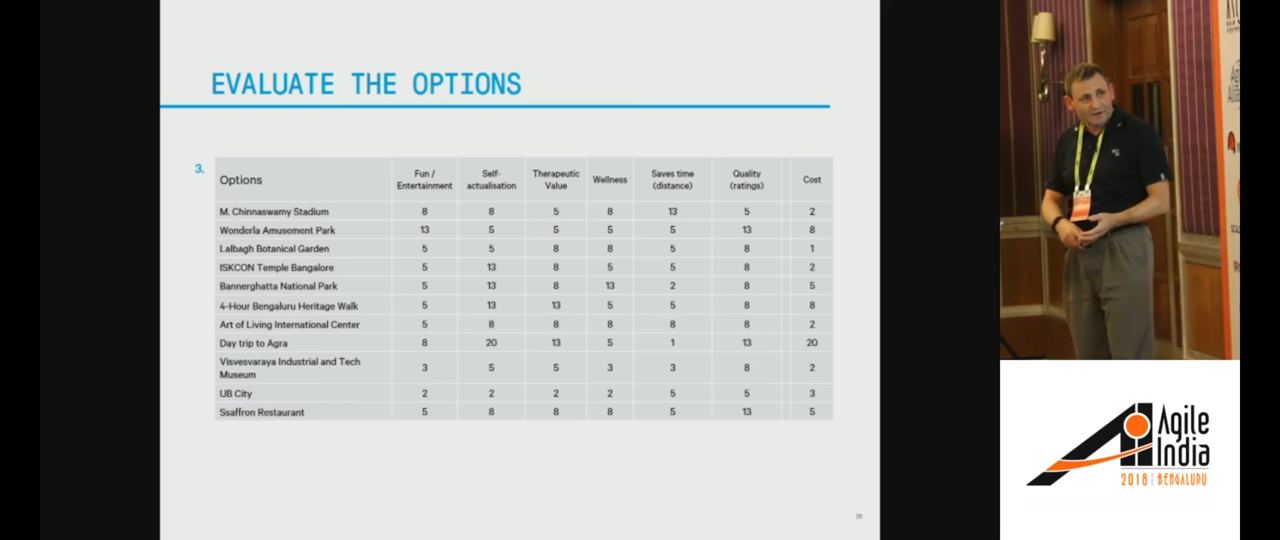 EVALUATE THE OPTIONS
3.
Options Fun / Entertainment Self-actualisation Therapeutic Value Wellness Saves time (distance) Quality (ratings) Cost
M. Chinnaswamy Stadium 8 8 5 8 13 5 2
Wonderla Amusement Park 13 5 5 5 5 13 8
Lalbagh Botanical Garden 5 5 8 8 5 8 1
ISKCON Temple Bangalore 5 13 8 5 5 8 2
Bannerghatta National Park 5 13 8 13 2 8 5
4-Hour Bengaluru Heritage Walk 5 13 13 5 5 8 8
Art of Living International Center 5 8 8 8 8 8 2
Day trip to Agra 8 20 13 5 1 13 20
Visvesvaraya Industrial and Tech Museum 3 5 5 3 3 8 2
UB City 2 2 2 2 5 5 3
Ssaffron Restaurant 5 8 8 8 5 13 5
Agile
India
2018 | BENGALURU